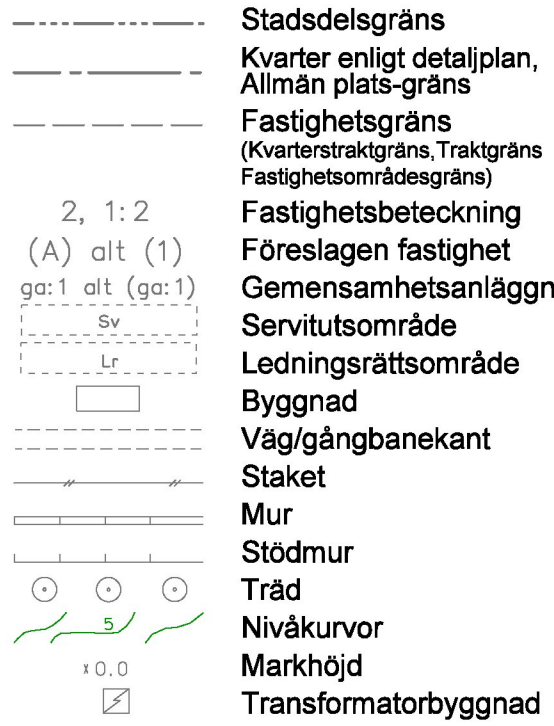 Stadsdelsgräns
Kvarter enligt detaljplan,
Allmän plats-gräns
Fastighetsgräns
(Kvarterstraktgräns,Traktgräns
Fastighetsområdesgräns)
2, 1:2 Fastighetsbeteckning
(A) alt (1) Föreslagen fastighet
ga:1 alt (ga:1) Gemensamhetsanläggn
Sv Servitutsområde
Lr Ledningsrättsområde
Byggnad
Väg/gångbanekant
Staket
Mur
Stödmur
Träd
5 Nivåkurvor
x0.0 Markhöjd
Transformatorbyggnad